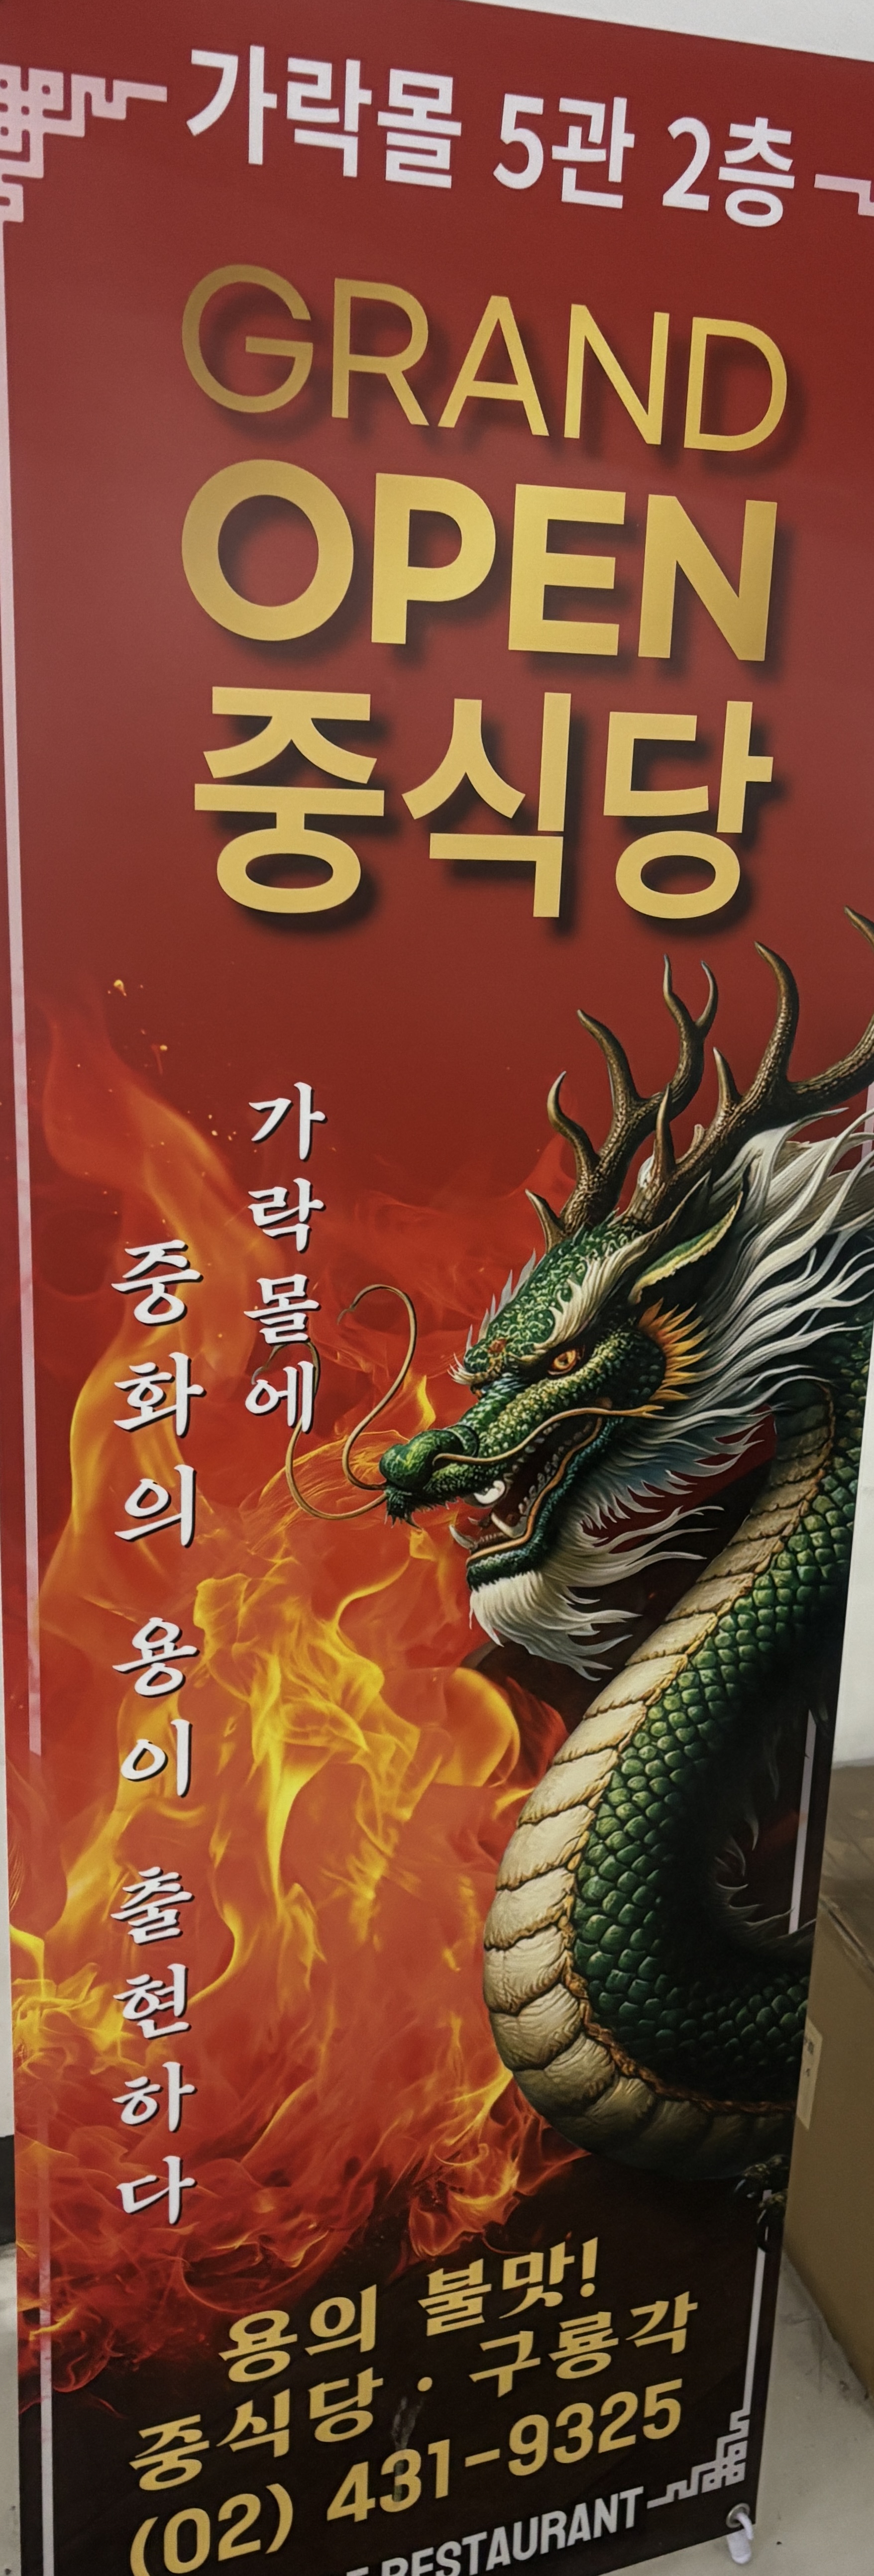 가락몰 5관 2층
GRAND
OPEN
중식당
가락몰에
중화의 용이 출현하다
용의 불맛!
중식당 · 구룡각
(02) 431-9325
RESTAURANT